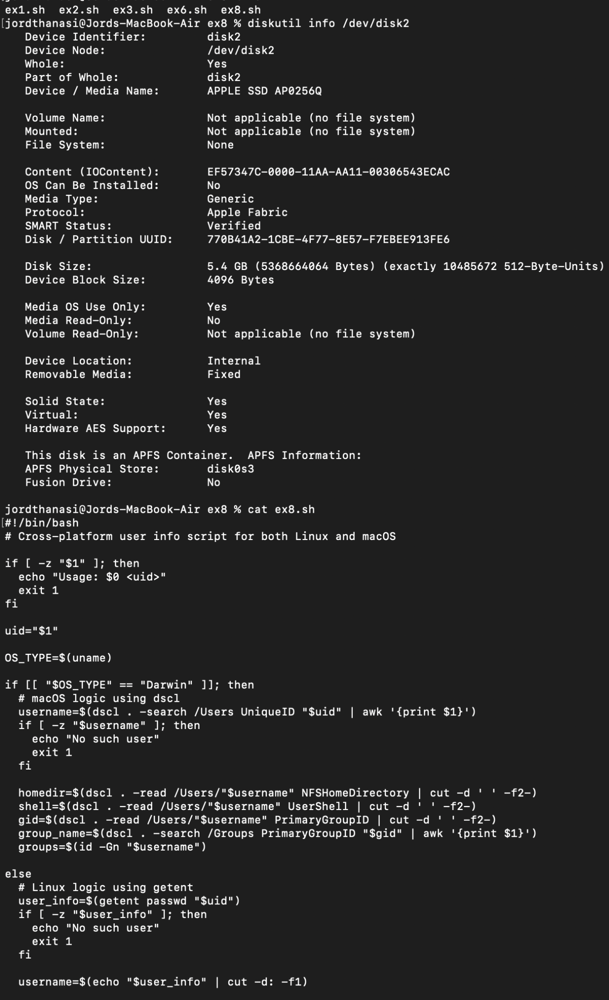 ex1.sh  ex2.sh  ex3.sh  ex6.sh  ex8.sh
[jordthanasi@Jords-MacBook-Air ex8 % diskutil info /dev/disk2
   Device Identifier:         disk2
   Device Node:               /dev/disk2
   Whole:                     Yes
   Part of Whole:             disk2
   Device / Media Name:       APPLE SSD AP0256Q

   Volume Name:               Not applicable (no file system)
   Mounted:                   Not applicable (no file system)
   File System:               None

   Content (IOContent):       EF57347C-0000-11AA-AA11-00306543ECAC
   OS Can Be Installed:       No
   Media Type:                Generic
   Protocol:                  Apple Fabric
   SMART Status:              Verified
   Disk / Partition UUID:     770B41A2-1CBE-4F77-8E57-F7EBEE913FE6

   Disk Size:                 5.4 GB (5368664064 Bytes) (exactly 10485672 512-Byte-Units)
   Device Block Size:         4096 Bytes

   Media OS Use Only:         Yes
   Media Read-Only:           No
   Volume Read-Only:          Not applicable (no file system)

   Device Location:           Internal
   Removable Media:           Fixed

   Solid State:               Yes
   Virtual:                   Yes
   Hardware AES Support:      Yes

   This disk is an APFS Container.  APFS Information:
   APFS Physical Store:       disk0s3
   Fusion Drive:              No

jordthanasi@Jords-MacBook-Air ex8 % cat ex8.sh
[#!/bin/bash
# Cross-platform user info script for both Linux and macOS

if [ -z "$1" ]; then
  echo "Usage: $0 <uid>"
  exit 1
fi

uid="$1"

OS_TYPE=$(uname)

if [[ "$OS_TYPE" == "Darwin" ]]; then
  # macOS logic using dscl
  username=$(dscl . -search /Users UniqueID "$uid" | awk '{print $1}')
  if [ -z "$username" ]; then
    echo "No such user"
    exit 1
  fi

  homedir=$(dscl . -read /Users/"$username" NFSHomeDirectory | cut -d ' ' -f2-)
  shell=$(dscl . -read /Users/"$username" UserShell | cut -d ' ' -f2-)
  gid=$(dscl . -read /Users/"$username" PrimaryGroupID | cut -d ' ' -f2-)
  group_name=$(dscl . -search /Groups PrimaryGroupID "$gid" | awk '{print $1}')
  groups=$(id -Gn "$username")

else
  # Linux logic using getent
  user_info=$(getent passwd "$uid")
  if [ -z "$user_info" ]; then
    echo "No such user"
    exit 1
  fi

  username=$(echo "$user_info" | cut -d: -f1)